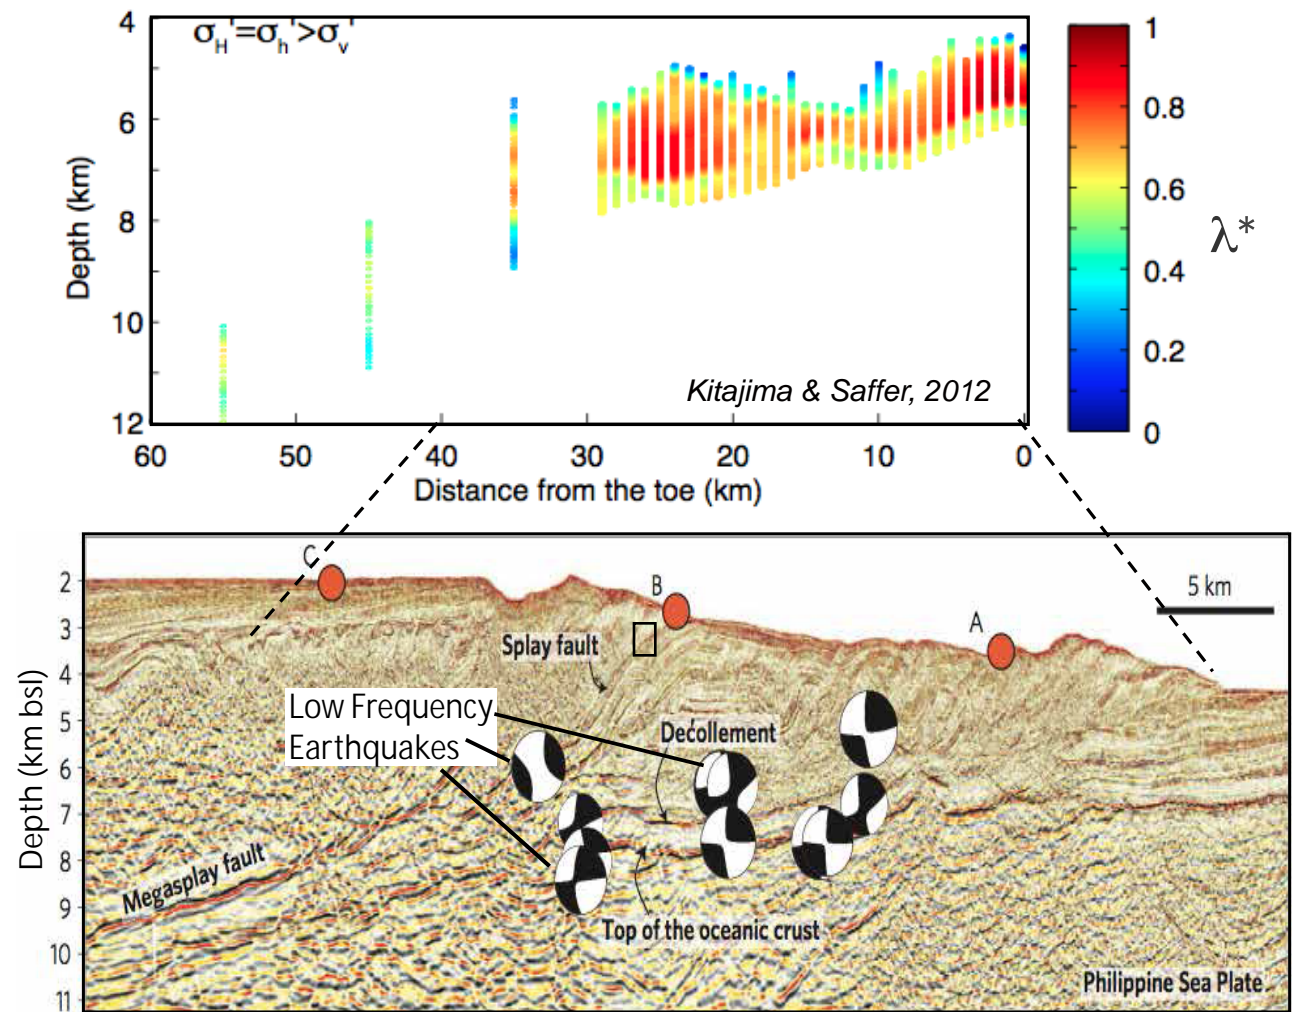 σH'=σh'>σv'
4
6
8
10
12
Depth (km)
60 50 40 30 20 10 0
Distance from the toe (km)
Kitajima & Saffer, 2012
1
0.8
0.6
0.4
0.2
0
λ*
C
B
A
5 km
2
3
4
5
6
7
8
9
10
11
Depth (km bsl)
Splay fault
Low Frequency
Earthquakes
Décollement
Megasplay fault
Top of the oceanic crust
Philippine Sea Plate